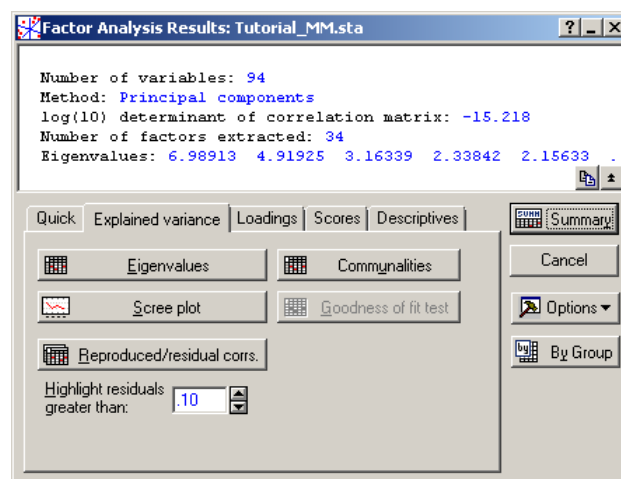 Factor Analysis Results: Tutorial_MM.sta
Number of variables: 94
Method: Principal components
log(10) determinant of correlation matrix: -15.218
Number of factors extracted: 34
Eigenvalues: 6.98913 4.91925 3.16339 2.33842 2.15633 .
Quick Explained variance Loadings Scores Descriptives
SUMM Summary
Eigenvalues Communalities
Cancel
Scree plot Goodness of fit test
Options
Reproduced/residual corrs.
by By Group
Highlight residuals
greater than: .10